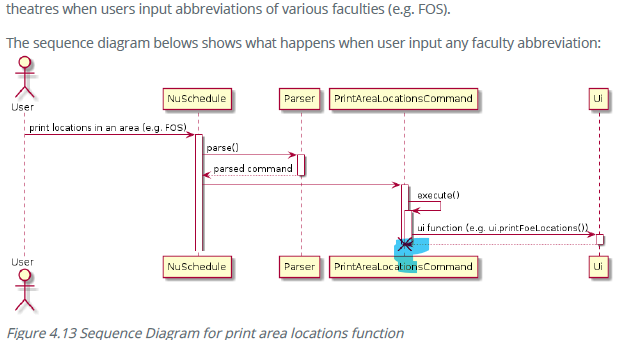 theatres when users input abbreviations of various faculties (e.g. FOS).
The sequence diagram belows shows what happens when user input any faculty abbreviation:
User
NuSchedule
Parser
PrintAreaLocationsCommand
Ui
print locations in an area (e.g. FOS)
parse()
parsed command
execute()
ui function (e.g. ui.printFoeLocations())
User
NuSchedule
Parser
PrintAreaLocationsCommand
Ui
Figure 4.13 Sequence Diagram for print area locations function